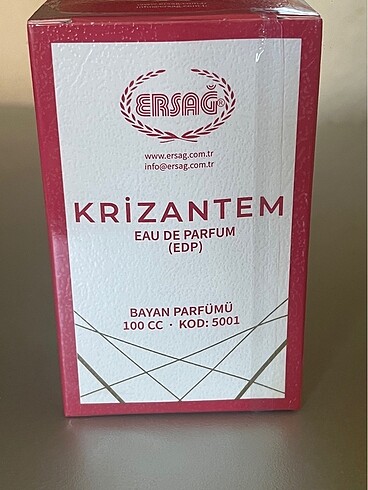 ERSAĞ®
www.ersag.com.tr
info@ersag.com.tr
KRİZANTEM
EAU DE PARFUM
(EDP)
BAYAN PARFÜMÜ
100 CC · KOD: 5001